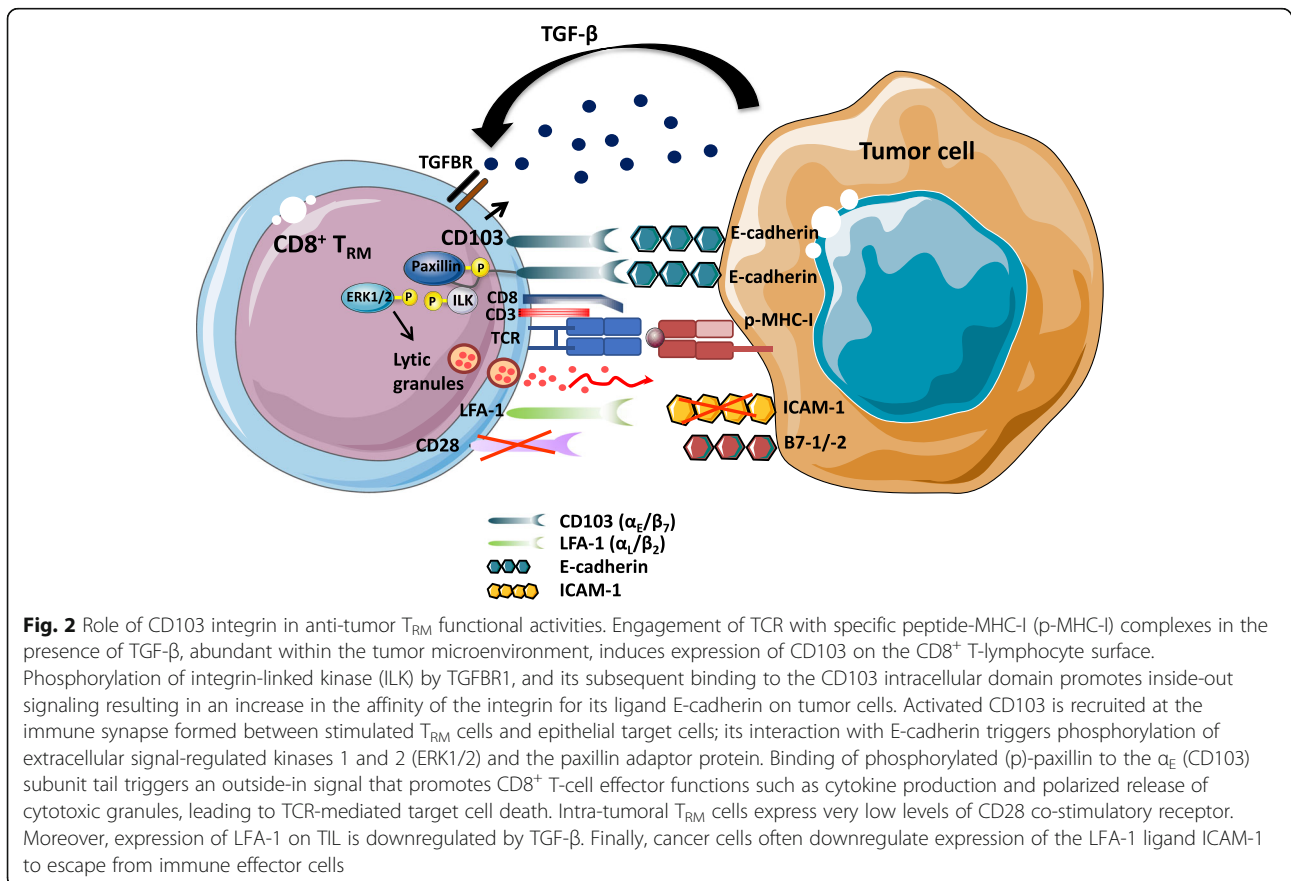 TGF-β
TGFBR
Tumor cell
CD8⁺ T_RM
CD103
E-cadherin
Paxillin
P
E-cadherin
ERK1/2
P
P
ILK
CD8
CD3
p-MHC-I
TCR
Lytic
granules
LFA-1
ICAM-1
CD28
B7-1/-2
CD103 (α_E/β_7)
LFA-1 (α_L/β_2)
E-cadherin
ICAM-1
Fig. 2 Role of CD103 integrin in anti-tumor T_RM functional activities. Engagement of TCR with specific peptide-MHC-I (p-MHC-I) complexes in the
presence of TGF-β, abundant within the tumor microenvironment, induces expression of CD103 on the CD8⁺ T-lymphocyte surface.
Phosphorylation of integrin-linked kinase (ILK) by TGFBR1, and its subsequent binding to the CD103 intracellular domain promotes inside-out
signaling resulting in an increase in the affinity of the integrin for its ligand E-cadherin on tumor cells. Activated CD103 is recruited at the
immune synapse formed between stimulated T_RM cells and epithelial target cells; its interaction with E-cadherin triggers phosphorylation of
extracellular signal-regulated kinases 1 and 2 (ERK1/2) and the paxillin adaptor protein. Binding of phosphorylated (p)-paxillin to the α_E (CD103)
subunit tail triggers an outside-in signal that promotes CD8⁺ T-cell effector functions such as cytokine production and polarized release of
cytotoxic granules, leading to TCR-mediated target cell death. Intra-tumoral T_RM cells express very low levels of CD28 co-stimulatory receptor.
Moreover, expression of LFA-1 on TIL is downregulated by TGF-β. Finally, cancer cells often downregulate expression of the LFA-1 ligand ICAM-1
to escape from immune effector cells